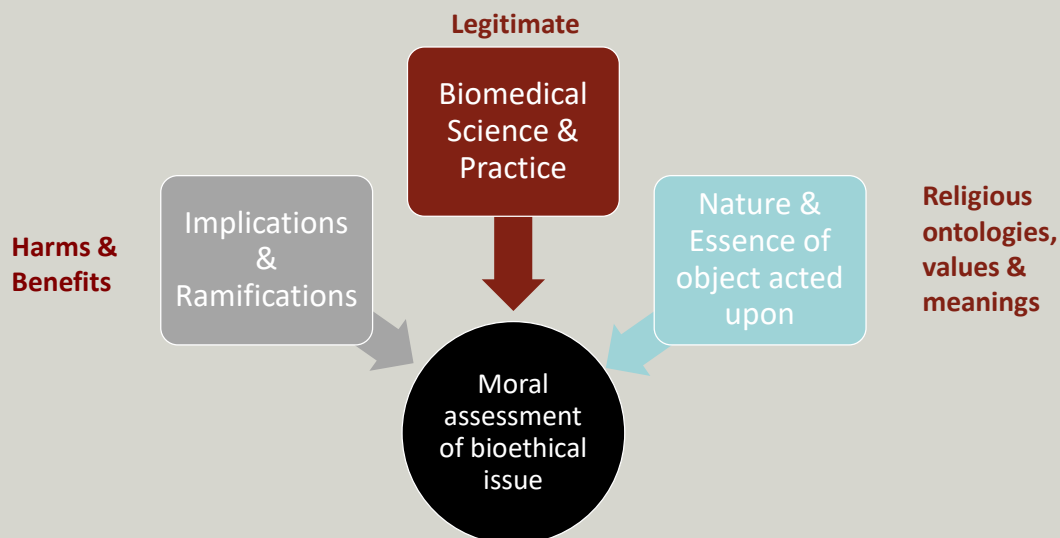 Legitimate
Biomedical
Science &
Practice
Harms &
Benefits
Implications
&
Ramifications
Nature &
Essence of
object acted
upon
Religious
ontologies,
values &
meanings
Moral
assessment
of bioethical
issue